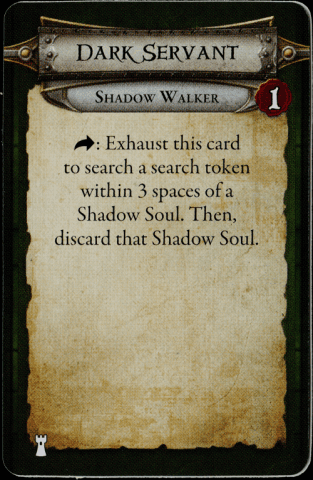 DARK SERVANT
SHADOW WALKER
1
: Exhaust this card
to search a search token
within 3 spaces of a
Shadow Soul. Then,
discard that Shadow Soul.